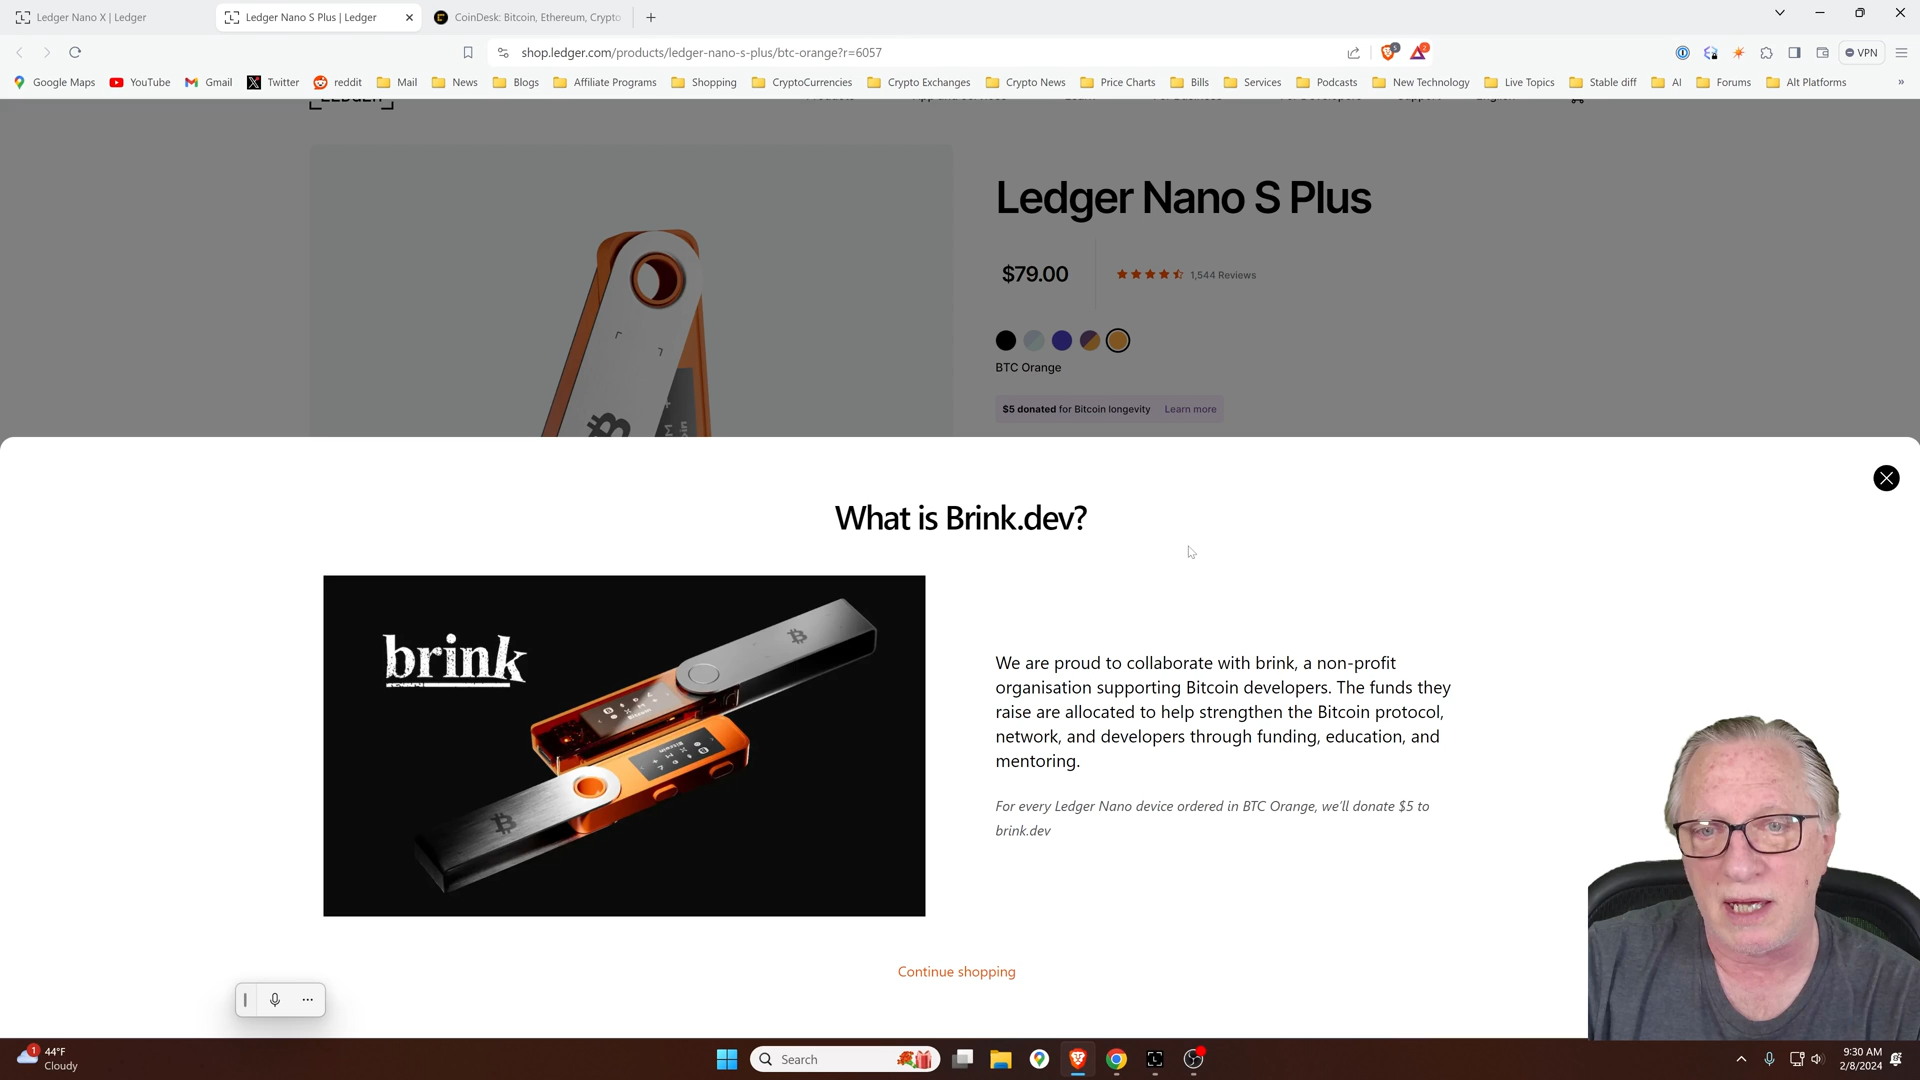 Ledger Nano X | Ledger
Ledger Nano S Plus | Ledger
CoinDesk: Bitcoin, Ethereum, Crypto
shop.ledger.com/products/ledger-nano-s-plus/btc-orange?r=6057
5
2
VPN
Google Maps
YouTube
Gmail
Twitter
reddit
Mail
News
Blogs
Affiliate Programs
Shopping
CryptoCurrencies
Crypto Exchanges
Crypto News
Price Charts
Bills
Services
Podcasts
New Technology
Live Topics
Stable diff
AI
Forums
Alt Platforms
»
Ledger Nano S Plus
$79.00
1,544 Reviews
BTC Orange
$5 donated for Bitcoin longevity Learn more
What is Brink.dev?
brink
We are proud to collaborate with brink, a non-profit
organisation supporting Bitcoin developers. The funds they
raise are allocated to help strengthen the Bitcoin protocol,
network, and developers through funding, education, and
mentoring.
For every Ledger Nano device ordered in BTC Orange, we'll donate $5 to
brink.dev
Continue shopping
1
44°F
Cloudy
Search
9:30 AM
2/8/2024